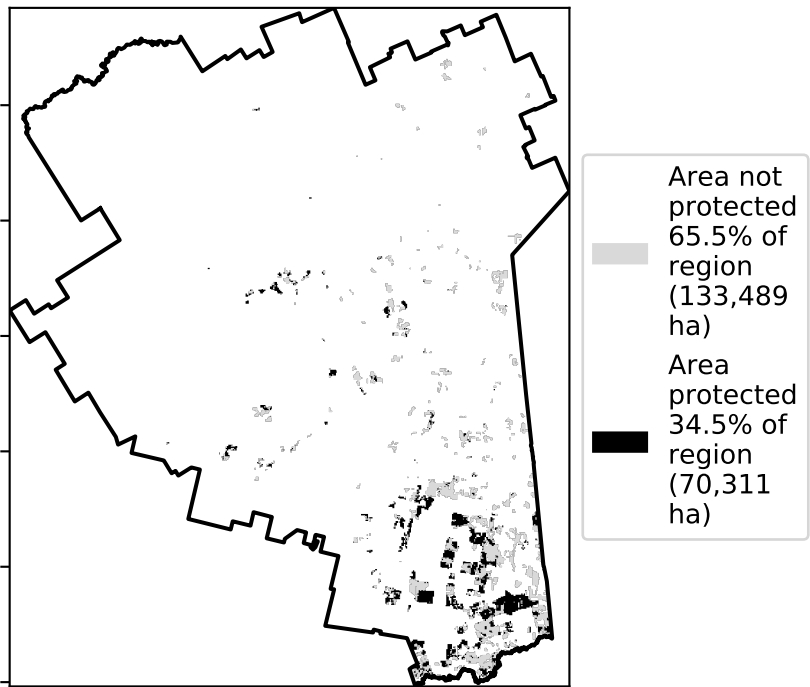 Area not
protected
65.5% of
region
(133,489
ha)
Area
protected
34.5% of
region
(70,311
ha)